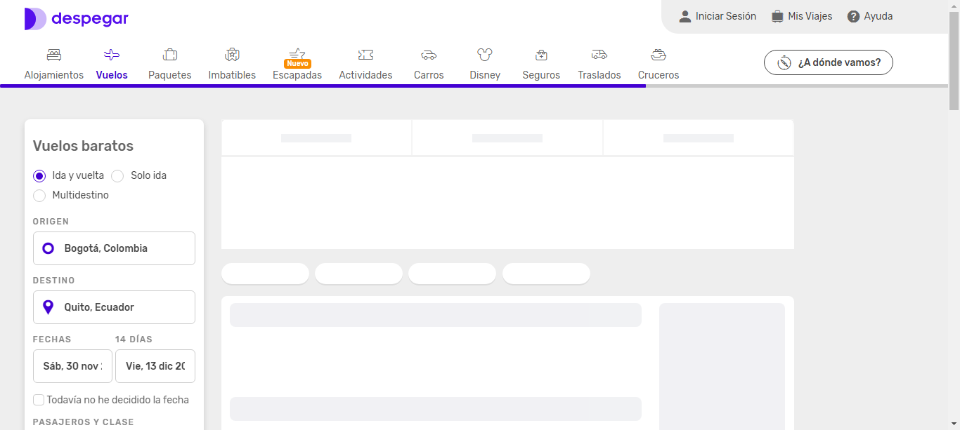 despegar
Iniciar Sesión
Mis Viajes
Ayuda
Alojamientos
Vuelos
Paquetes
Imbatibles
Nuevo
Escapadas
Actividades
Carros
Disney
Seguros
Traslados
Cruceros
¿A dónde vamos?
Vuelos baratos
Ida y vuelta
Solo ida
Multidestino
ORIGEN
Bogotá, Colombia
DESTINO
Quito, Ecuador
FECHAS
14 DÍAS
Sáb, 30 nov
Vie, 13 dic 20
Todavía no he decidido la fecha
PASAJEROS Y CLASE